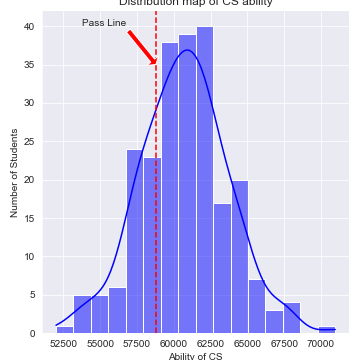 Distribution map of CS ability
Pass Line
40
35
30
25
20
15
10
5
0
Number of Students
52500 55000 57500 60000 62500 65000 67500 70000
Ability of CS